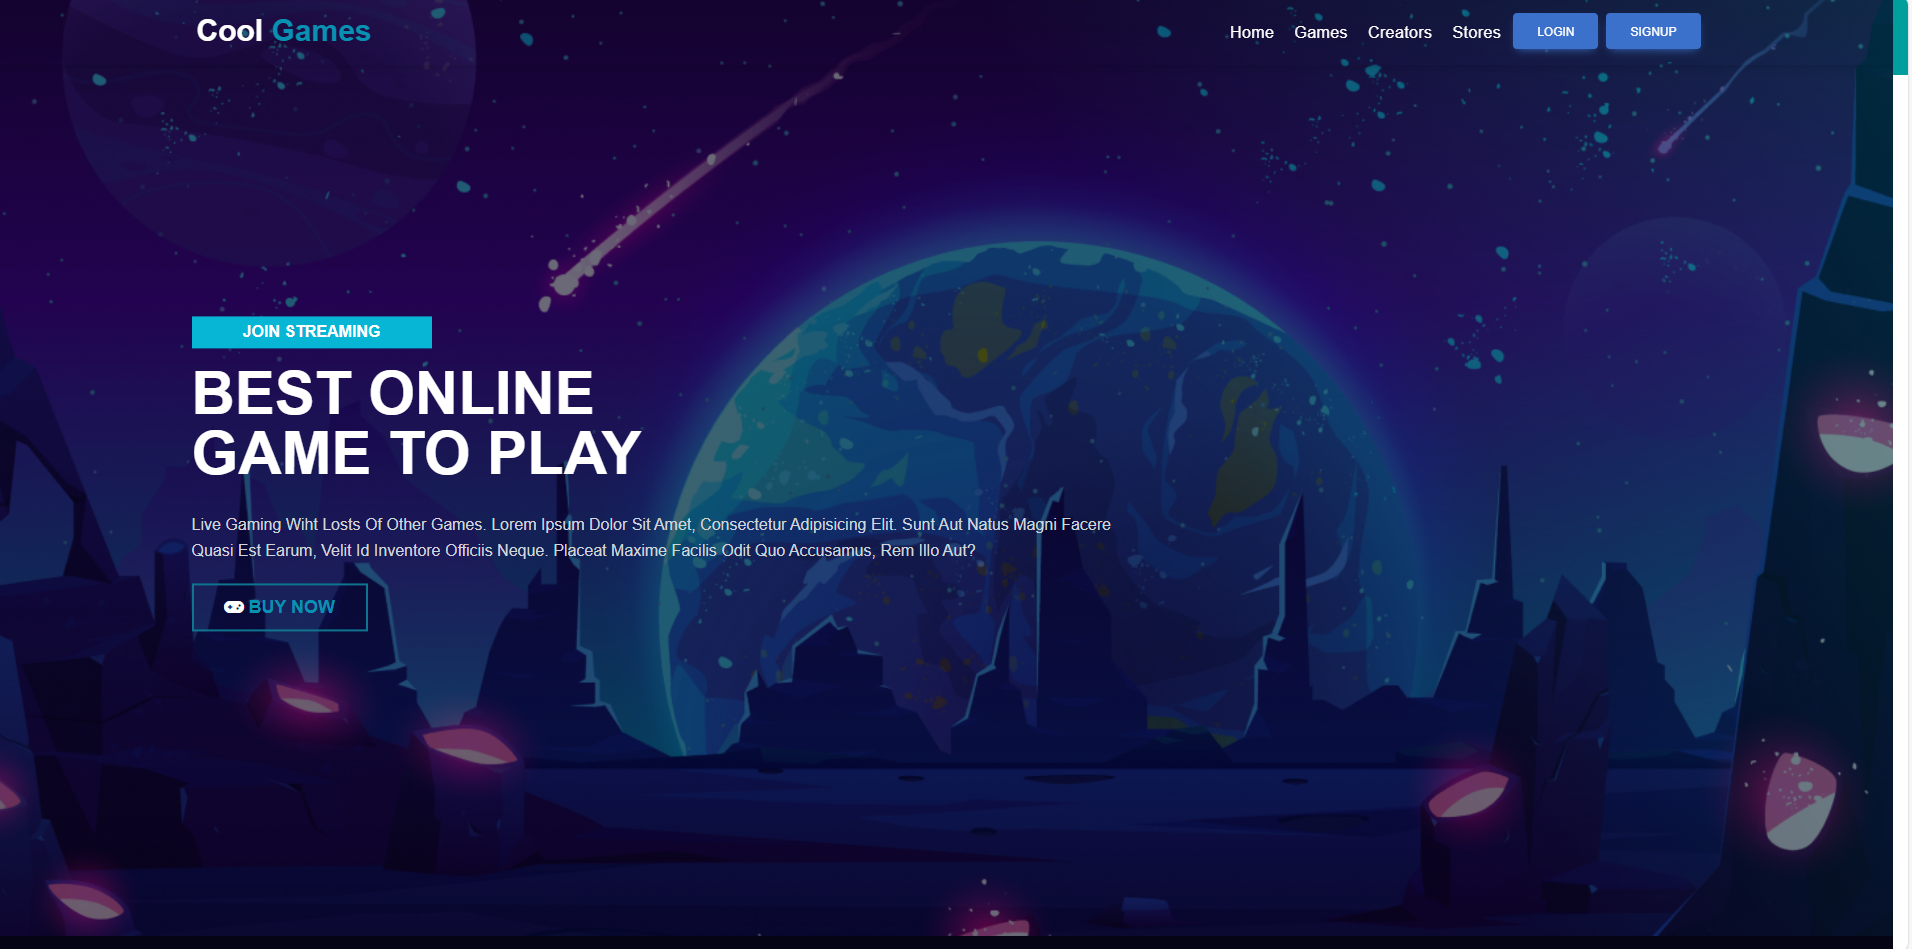 Cool Games
Home Games Creators Stores LOGIN SIGNUP
JOIN STREAMING
BEST ONLINE
GAME TO PLAY
Live Gaming Wiht Losts Of Other Games. Lorem Ipsum Dolor Sit Amet, Consectetur Adipisicing Elit. Sunt Aut Natus Magni Facere
Quasi Est Earum, Velit Id Inventore Officiis Neque. Placeat Maxime Facilis Odit Quo Accusamus, Rem Illo Aut?
BUY NOW